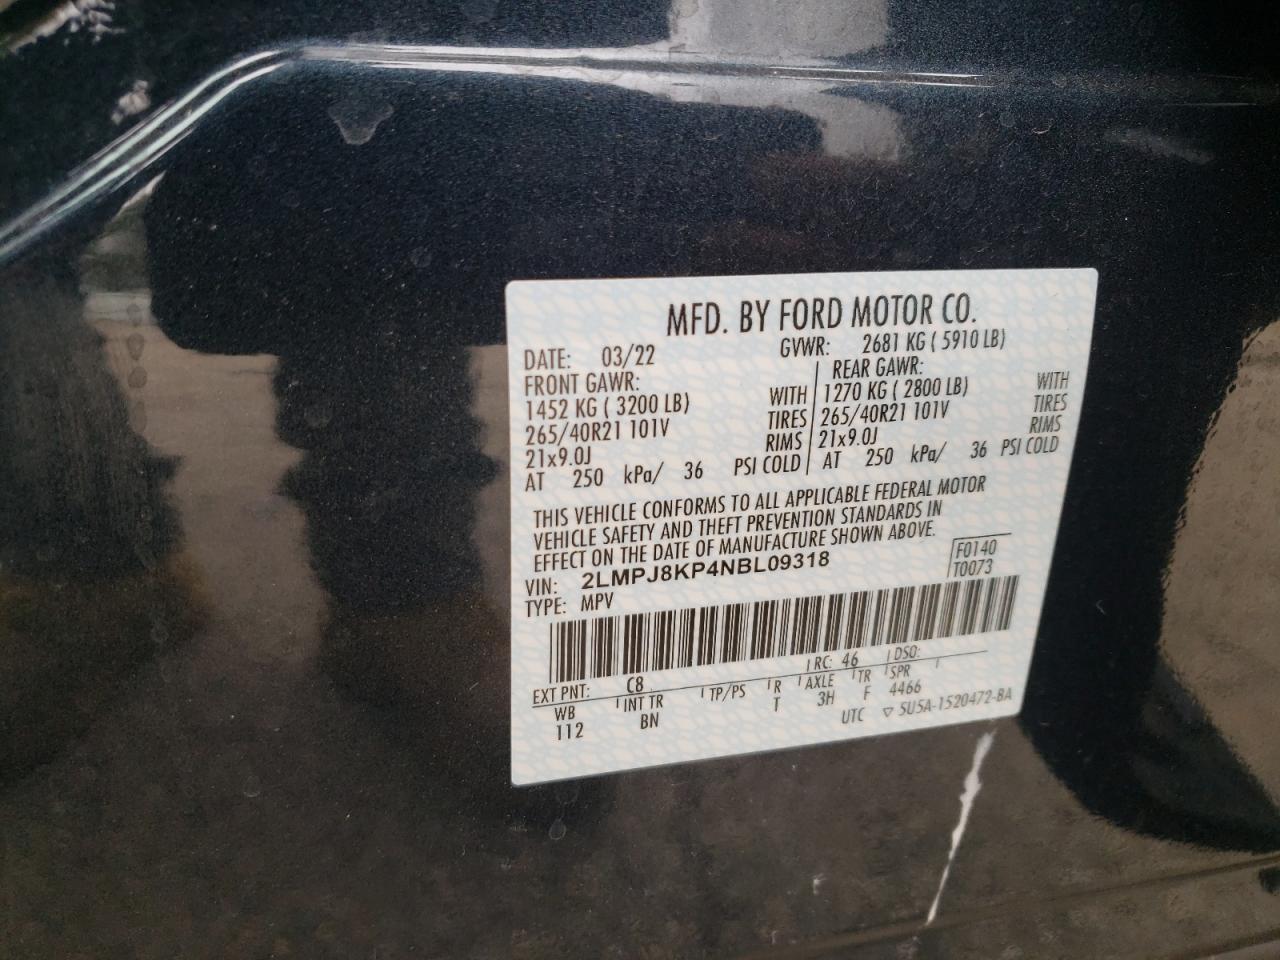 MFD. BY FORD MOTOR CO.
DATE: 03/22 GVWR: 2681 KG ( 5910 LB)
FRONT GAWR: REAR GAWR:
1452 KG ( 3200 LB) WITH 1270 KG ( 2800 LB) WITH
265/40R21 101V TIRES 265/40R21 101V TIRES
21x9.0J RIMS 21x9.0J RIMS
AT 250 kPa/ 36 PSI COLD AT 250 kPa/ 36 PSI COLD
THIS VEHICLE CONFORMS TO ALL APPLICABLE FEDERAL MOTOR
VEHICLE SAFETY AND THEFT PREVENTION STANDARDS IN
EFFECT ON THE DATE OF MANUFACTURE SHOWN ABOVE.
VIN: 2LMPJ8KP4NBL09318 F0140
TYPE: MPV T0073
EXT PNT: C8 RC: 46 DSO:
WB INT TR TP/PS R AXLE TR SPR
112 BN T 3H F 4466
UTC ▽ 5U5A-1520472-BA